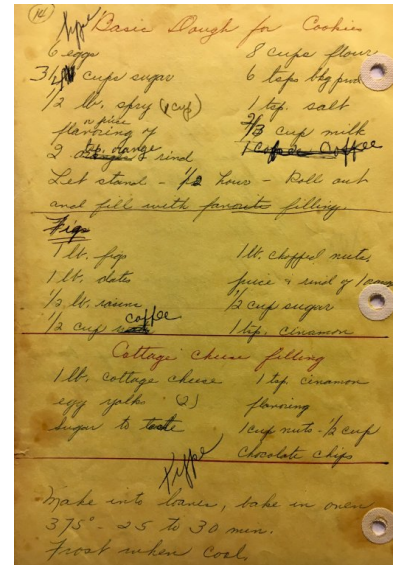 (14)
type
Basic Dough for Cookies
6 eggs
8 cups flour
3 1/2 cups sugar
6 tsps bkg pwd
1/2 lb. spry (1 cup)
1 tsp. salt
flavoring of
2/3 cup milk
2 tsp. orange & rind
Let stand - 1/2 hour - Roll out
and fill with favorite filling.
Figs
1 lb. figs
1 lb. chopped nuts.
1 lb. dates
juice & rind of 1 orange
1/2 lb. raisins
1/2 cup sugar
1/2 cup coffee
1 tsp. cinamon
Cottage cheese filling
1 lb. cottage cheese
1 tsp. cinamon
egg yolks (2)
flavoring
sugar to taste
1 cup nuts - 1/2 cup
chocolate chips
type
Make into loaves, bake in oven
375° - 25 to 30 min.
Frost when cool.